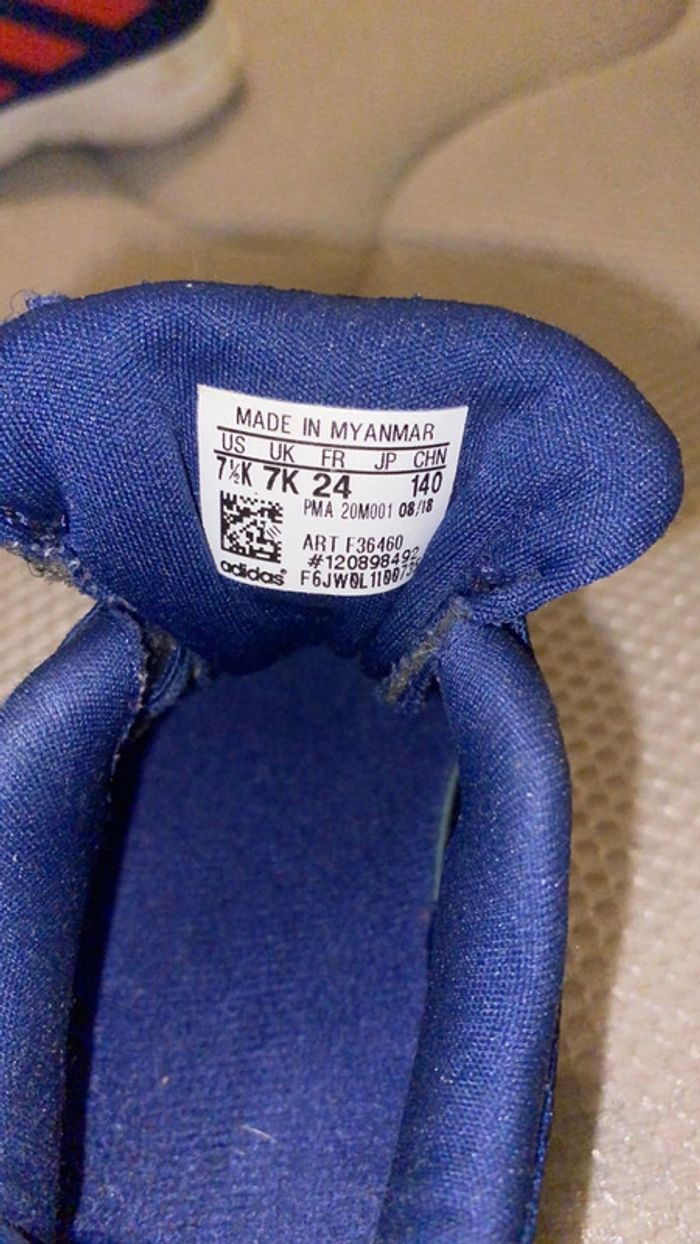 MADE IN MYANMAR
US UK FR JP CHN
7½K 7K 24 140
PMA 20M001 08/18
ART F36460
#120898492
adidas